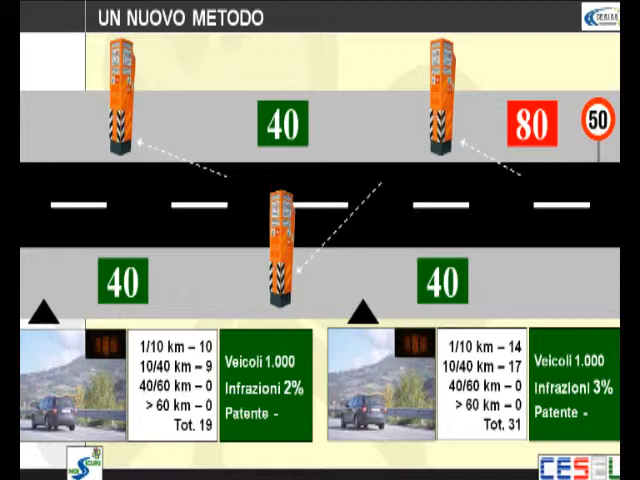 UN NUOVO METODO
40
80
50
40
40
1/10 km – 10
10/40 km – 9
40/60 km – 0
> 60 km – 0
Tot. 19
Veicoli 1.000
Infrazioni 2%
Patente -
1/10 km – 14
10/40 km – 17
40/60 km – 0
> 60 km – 0
Tot. 31
Veicoli 1.000
Infrazioni 3%
Patente -
NOI SICURI
CESEL